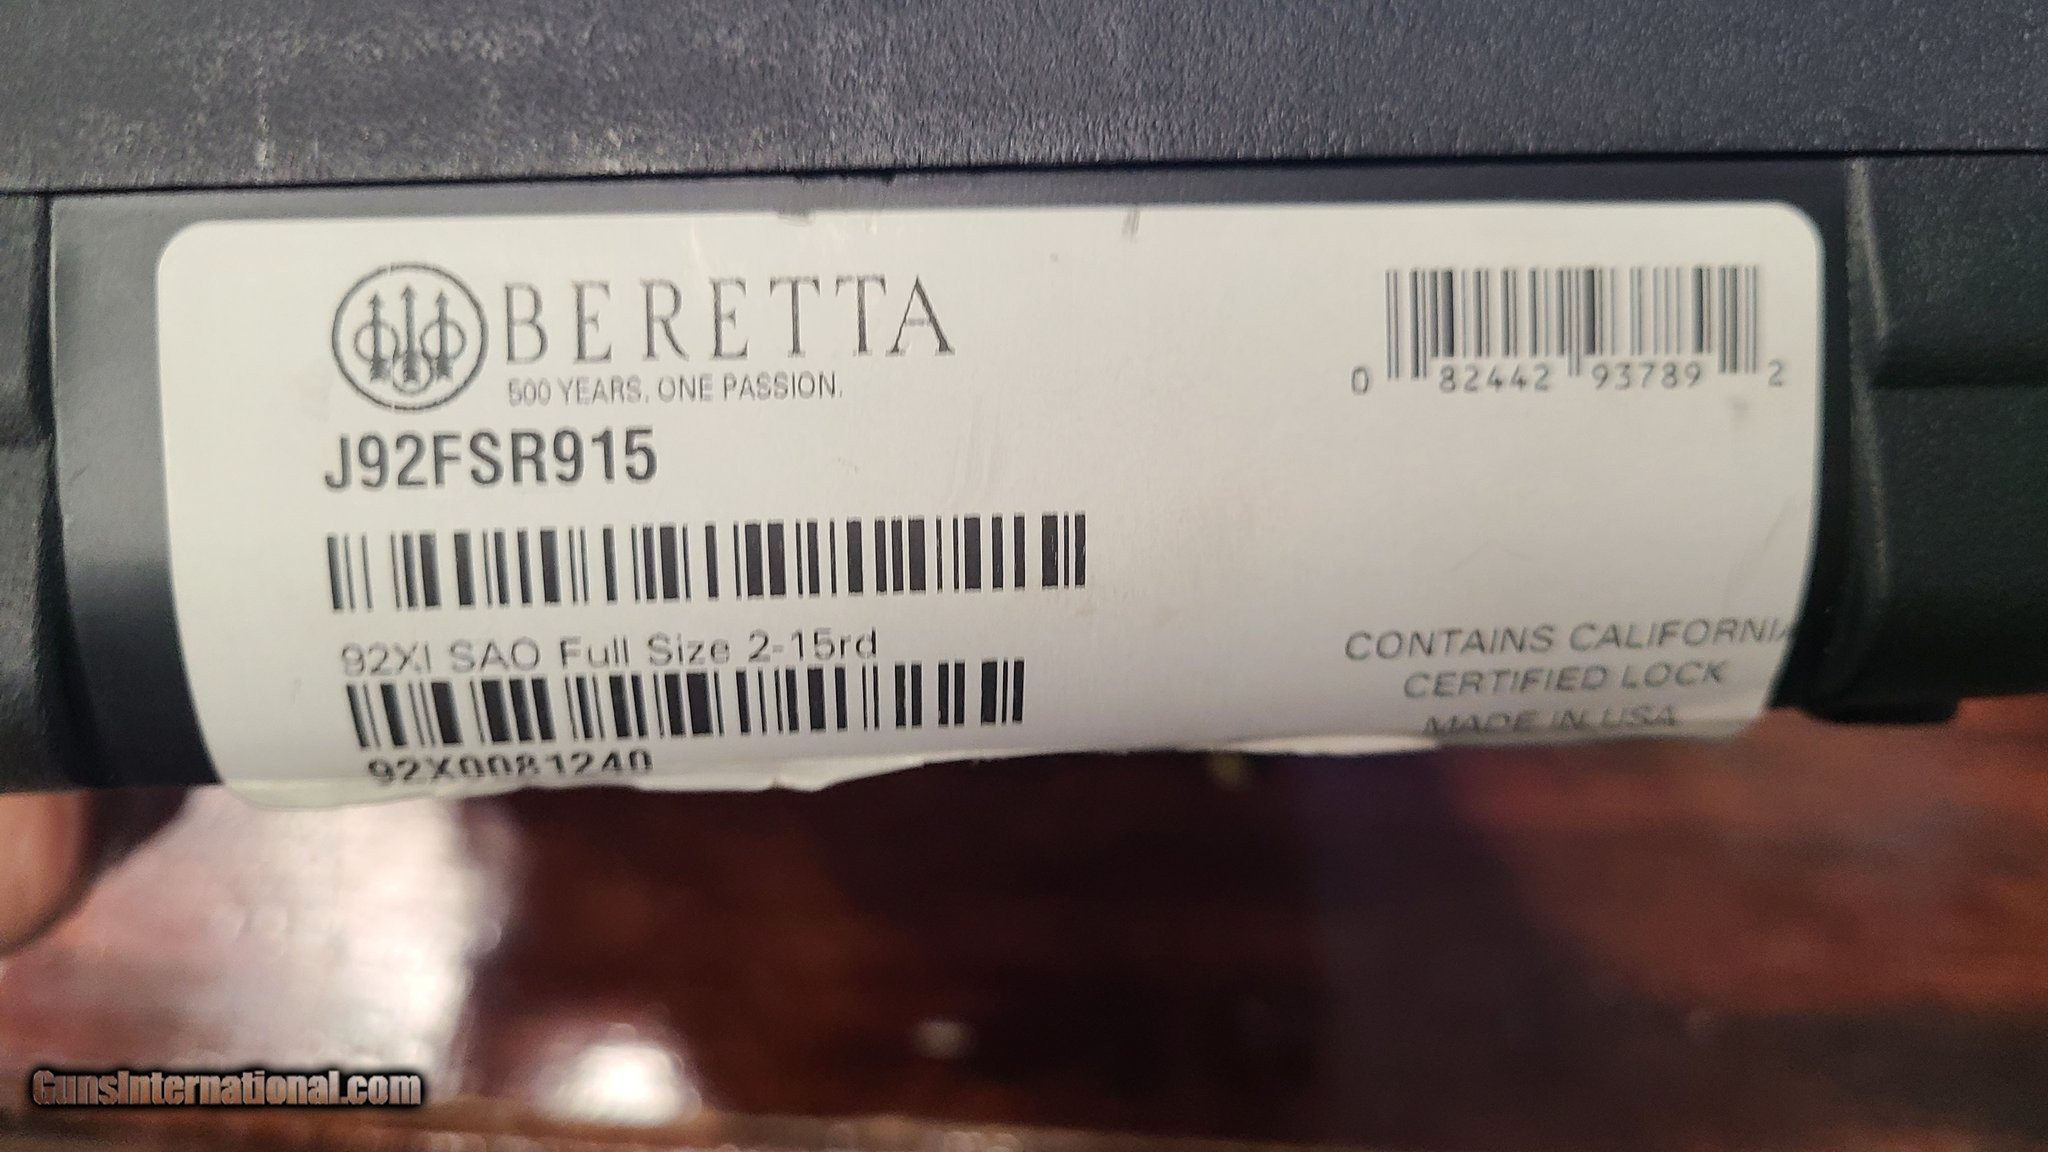 BERETTA
500 YEARS. ONE PASSION.
J92FSR915
0 82442 93789 2
92XI SAO Full Size 2-15rd
92X0081240
CONTAINS CALIFORNIA
CERTIFIED LOCK
MADE IN USA
GunsInternational.com